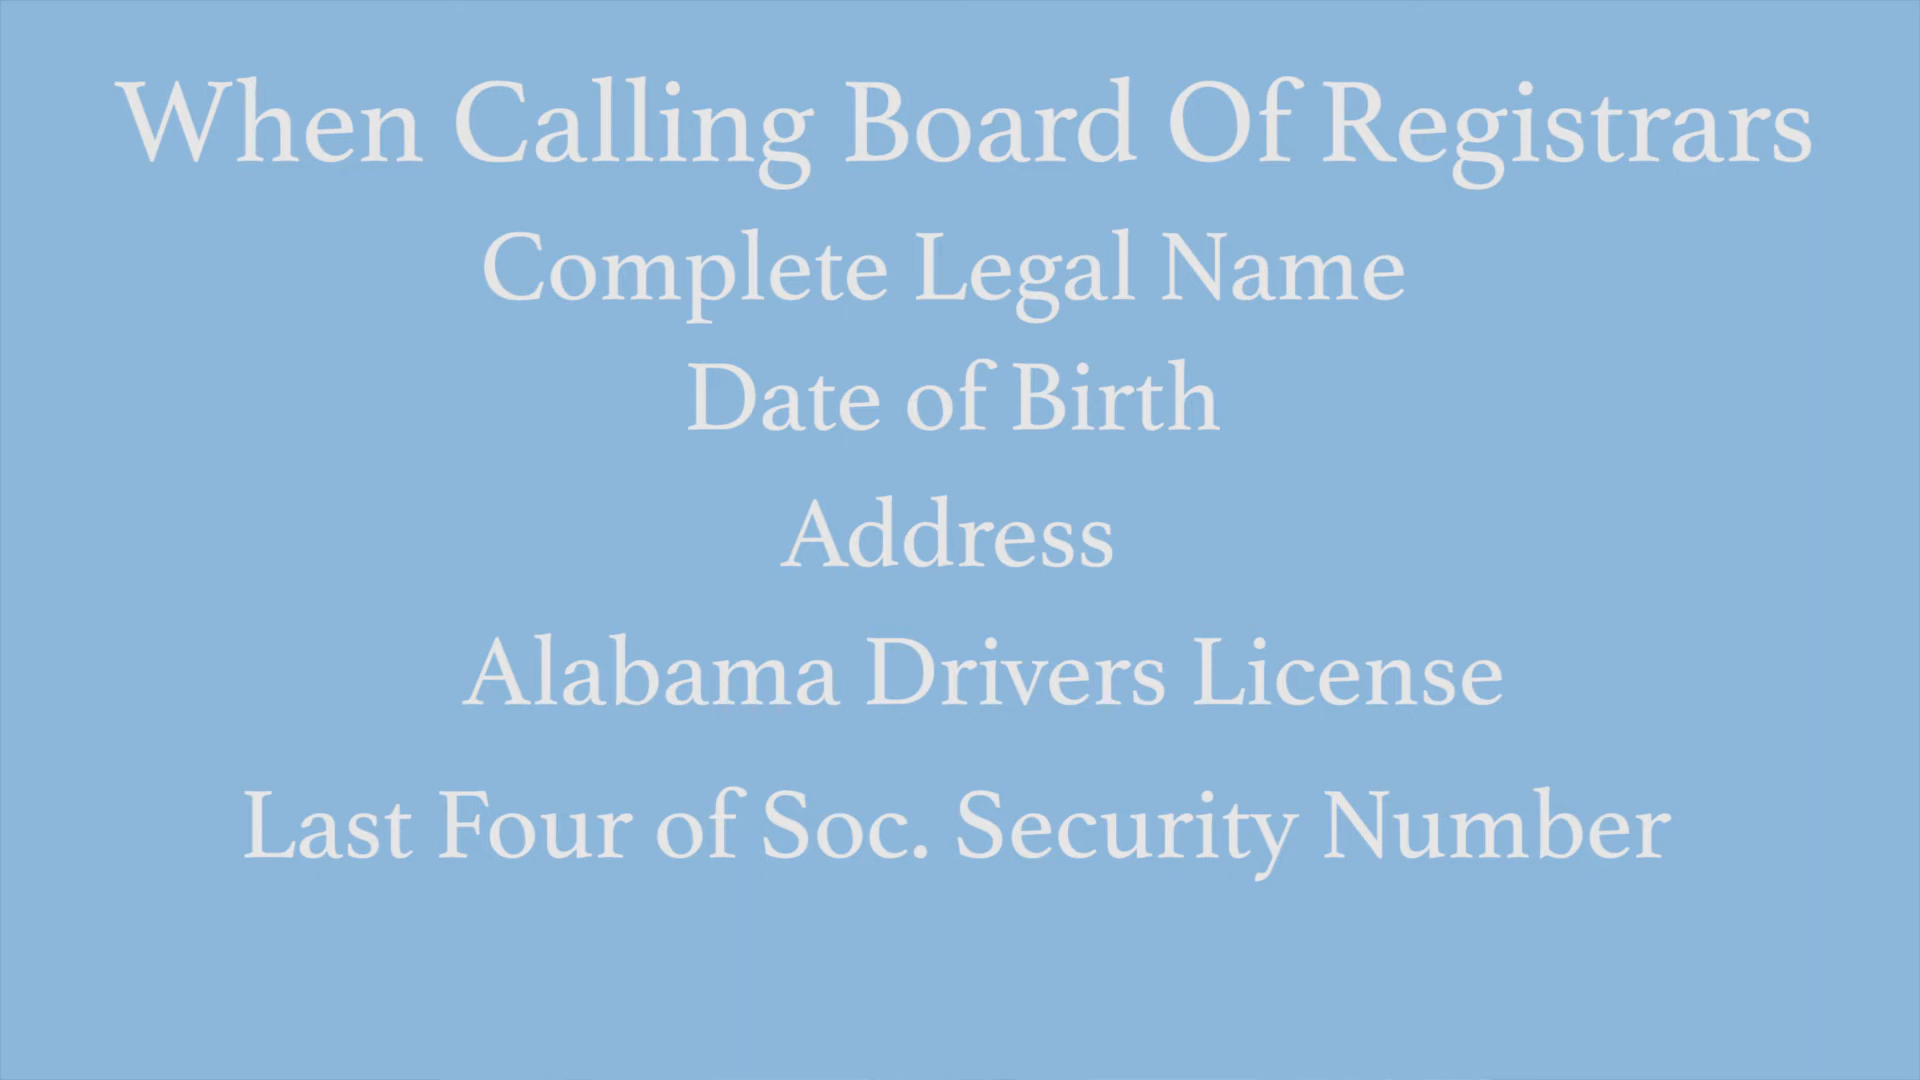 When Calling Board Of Registrars
Complete Legal Name
Date of Birth
Address
Alabama Drivers License
Last Four of Soc. Security Number